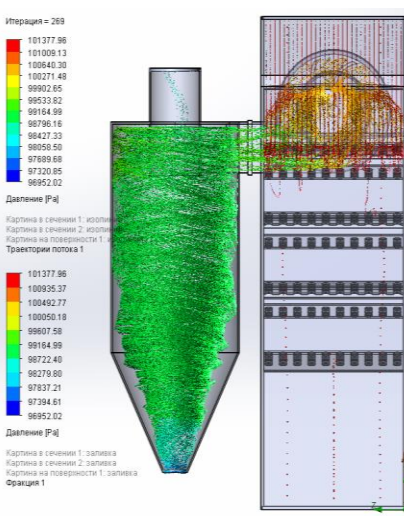 Итерация = 269
101377.96
101009.13
100640.30
100271.48
99902.65
99533.82
99164.99
98796.16
98427.33
98058.50
97689.68
97320.85
96952.02
Давление [Pa]
Картина в сечении 1:
Картина в сечении 2:
Картина на поверхности 1:
Траектории потока 1
101377.96
100935.37
100492.77
100050.18
99607.58
99164.99
98722.40
98279.80
97837.21
97394.61
96952.02
Давление [Pa]
Картина в сечении 1: заливка
Картина в сечении 2: заливка
Картина на поверхности 1: заливка
Фракция 1
Z